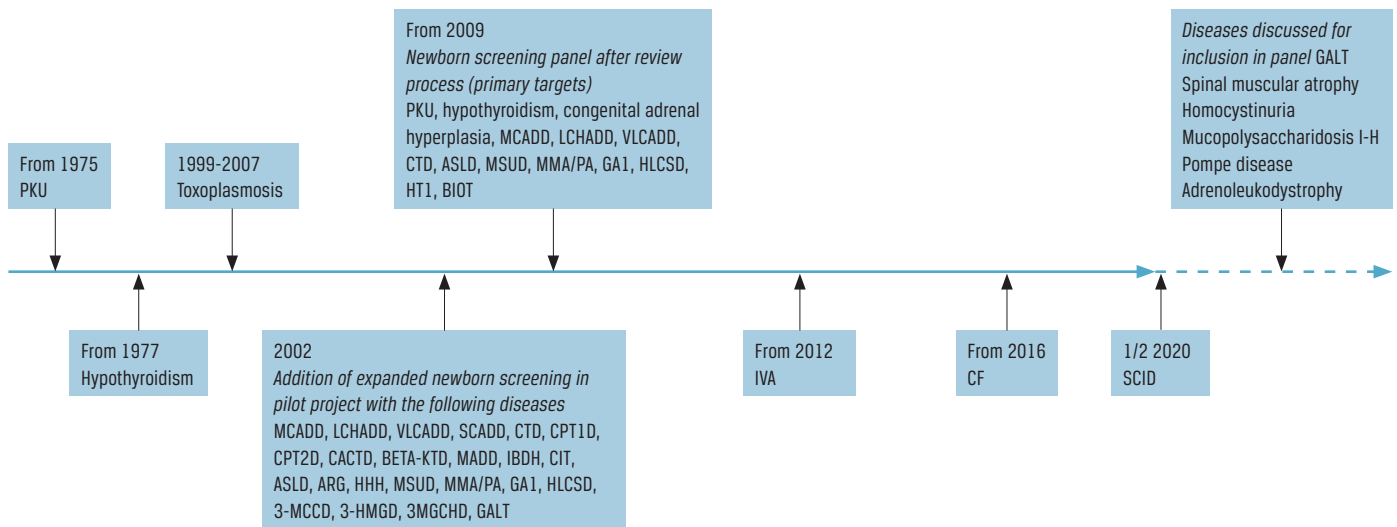 From 1975
PKU
1999-2007
Toxoplasmosis
From 2009
Newborn screening panel after review
process (primary targets)
PKU, hypothyroidism, congenital adrenal
hyperplasia, MCADD, LCHADD, VLCADD,
CTD, ASLD, MSUD, MMA/PA, GA1, HLCSD,
HT1, BIOT
Diseases discussed for
inclusion in panel GALT
Spinal muscular atrophy
Homocystinuria
Mucopolysaccharidosis I-H
Pompe disease
Adrenoleukodystrophy
From 1977
Hypothyroidism
2002
Addition of expanded newborn screening in
pilot project with the following diseases
MCADD, LCHADD, VLCADD, SCADD, CTD, CPT1D,
CPT2D, CACTD, BETA-KTD, MADD, IBDH, CIT,
ASLD, ARG, HHH, MSUD, MMA/PA, GA1, HLCSD,
3-MCCD, 3-HMGD, 3MGCHD, GALT
From 2012
IVA
From 2016
CF
1/2 2020
SCID